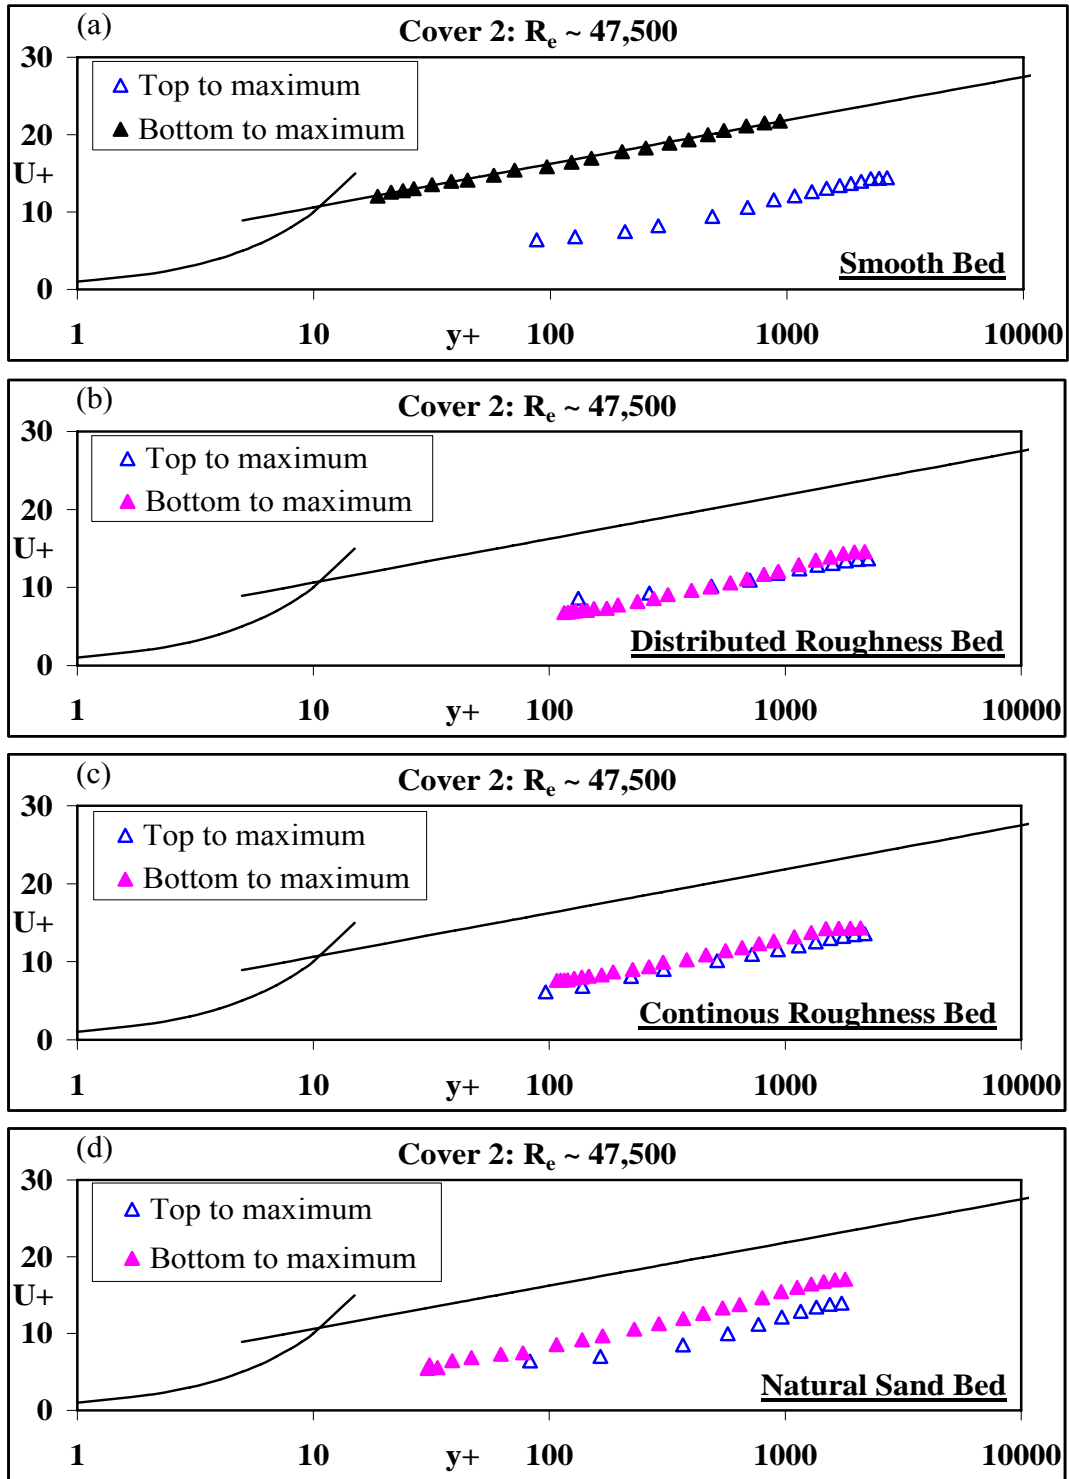 (a)
Cover 2: Re ~ 47,500
30
Top to maximum
Bottom to maximum
20
U+
10
Smooth Bed
0
1 10 y+ 100 1000 10000
(b)
Cover 2: Re ~ 47,500
30
Top to maximum
Bottom to maximum
20
U+
10
Distributed Roughness Bed
0
1 10 y+ 100 1000 10000
(c)
Cover 2: Re ~ 47,500
30
Top to maximum
Bottom to maximum
20
U+
10
Continous Roughness Bed
0
1 10 y+ 100 1000 10000
(d)
Cover 2: Re ~ 47,500
30
Top to maximum
Bottom to maximum
20
U+
10
Natural Sand Bed
0
1 10 y+ 100 1000 10000